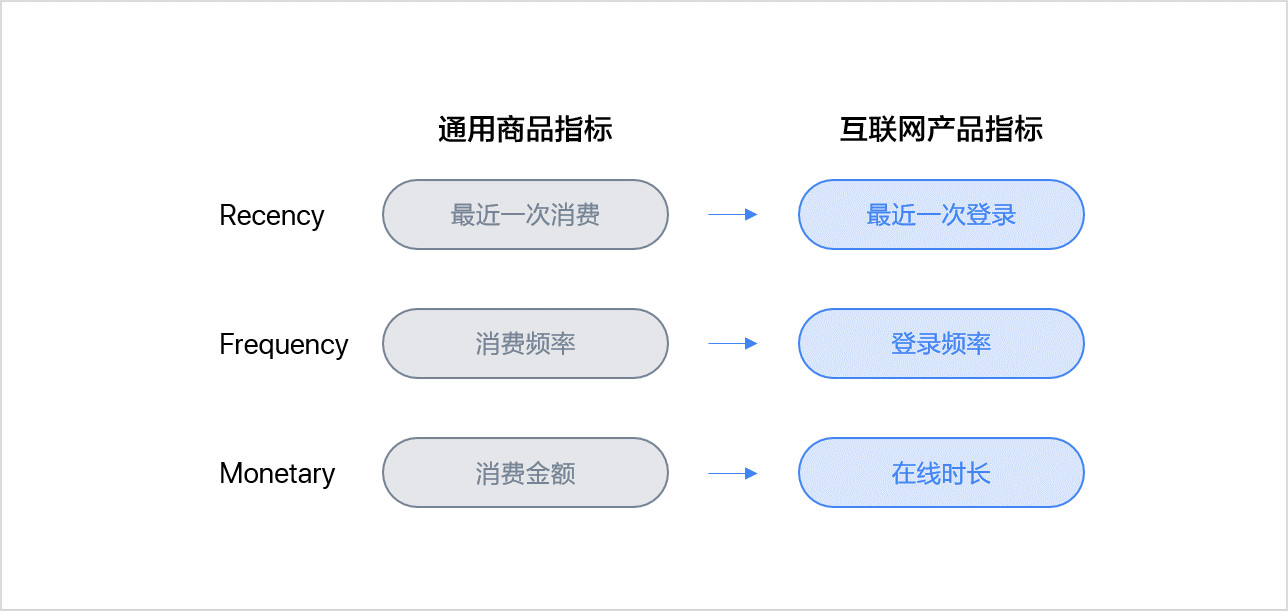 通用商品指标 互联网产品指标
Recency 最近一次消费 最近一次登录
Frequency 消费频率 登录频率
Monetary 消费金额 在线时长